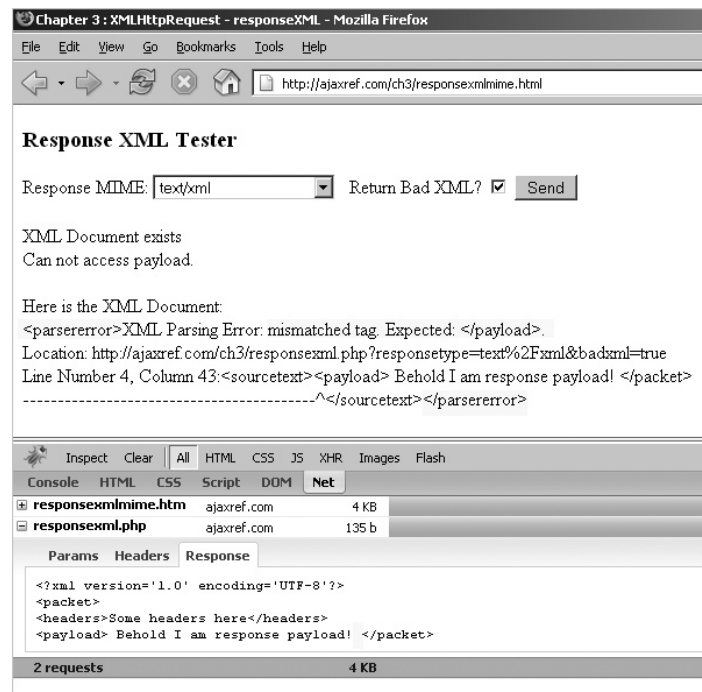 Chapter 3 : XMLHttpRequest - responseXML - Mozilla Firefox
File Edit View Go Bookmarks Tools Help
http://ajaxref.com/ch3/responsexmlmime.html
Response XML Tester
Response MIME: text/xml Return Bad XML? Send
XML Document exists
Can not access payload.
Here is the XML Document:
<parsererror>XML Parsing Error: mismatched tag. Expected: </payload>.
Location: http://ajaxref.com/ch3/responsexml.php?responsetype=text%2Fxml&badxml=true
Line Number 4, Column 43:<sourcetext><payload> Behold I am response payload! </packet>
------------------------------------------^</sourcetext></parsererror>
Inspect Clear All HTML CSS JS XHR Images Flash
Console HTML CSS Script DOM Net
responsexmlmime.htm ajaxref.com 4 KB
responsexml.php ajaxref.com 135 b
Params Headers Response
<?xml version='1.0' encoding='UTF-8'?>
<packet>
<headers>Some headers here</headers>
<payload> Behold I am response payload! </packet>
2 requests 4 KB